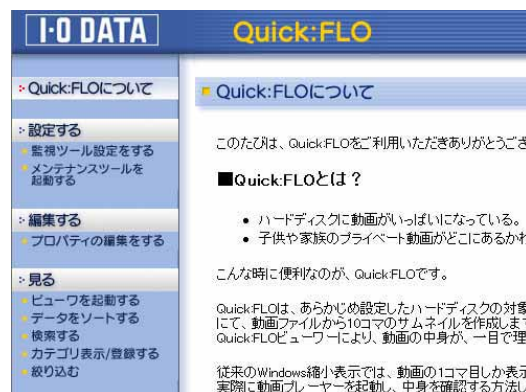 I-O DATA
Quick:FLO
Quick:FLOについて
設定する
監視ツール設定をする
メンテナンスツールを
起動する
編集する
プロパティの編集をする
見る
ビューワを起動する
データをソートする
検索する
カテゴリ表示/登録する
絞り込む
Quick:FLOについて
このたびは、Quick:FLOをご利用いただきありがとうござ
■Quick:FLOとは？
• ハードディスクに動画がいっぱいになっている。
• 子供や家族のプライベート動画がどこにあるかわ
こんな時に便利なのが、Quick:FLOです。
Quick:FLOは、あらかじめ設定したハードディスクの対象
にて、動画ファイルから10コマのサムネイルを作成しま
Quick:FLOビューワーにより、動画の中身が、一目で理
従来のWindows縮小表示では、動画の1コマ目しか表示
実際に動画プレーヤーを起動し、中身を確認する方法し